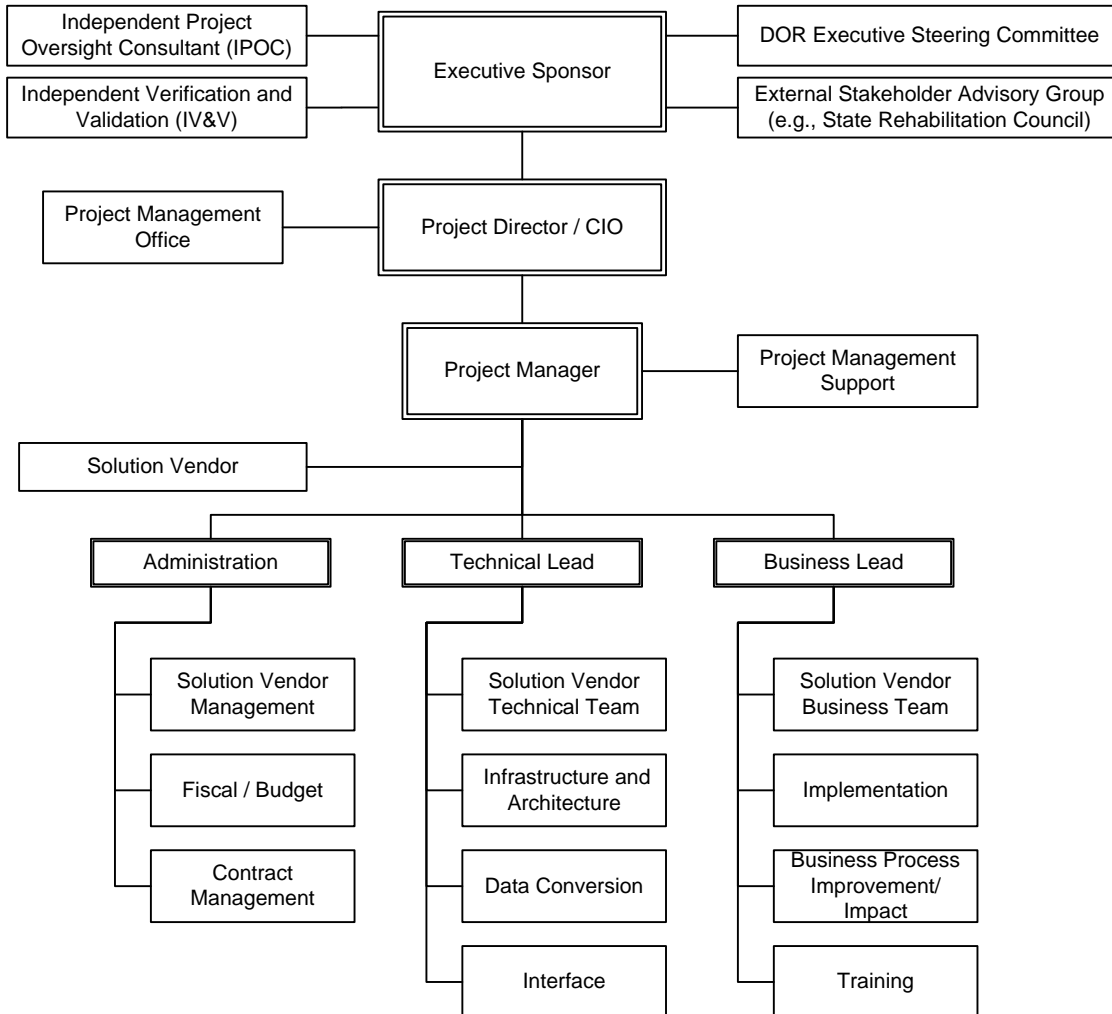 Independent Project
Oversight Consultant (IPOC)
DOR Executive Steering Committee
Executive Sponsor
Independent Verification and
Validation (IV&V)
External Stakeholder Advisory Group
(e.g., State Rehabilitation Council)
Project Management
Office
Project Director / CIO
Project Manager
Project Management
Support
Solution Vendor
Administration
Technical Lead
Business Lead
Solution Vendor
Management
Solution Vendor
Technical Team
Solution Vendor
Business Team
Fiscal / Budget
Infrastructure and
Architecture
Implementation
Contract
Management
Data Conversion
Business Process
Improvement/
Impact
Interface
Training